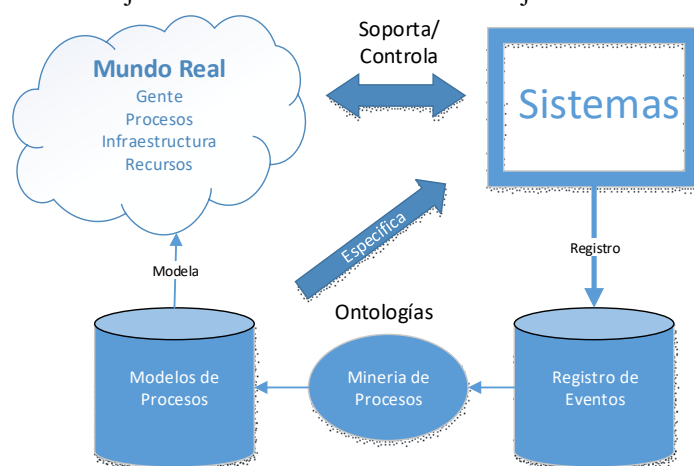 Soporta/
Controla
Mundo Real
Gente
Procesos
Infraestructura
Recursos
Sistemas
Especifica
Modela
Registro
Ontologías
Modelos de
Procesos
Mineria de
Procesos
Registro de
Eventos